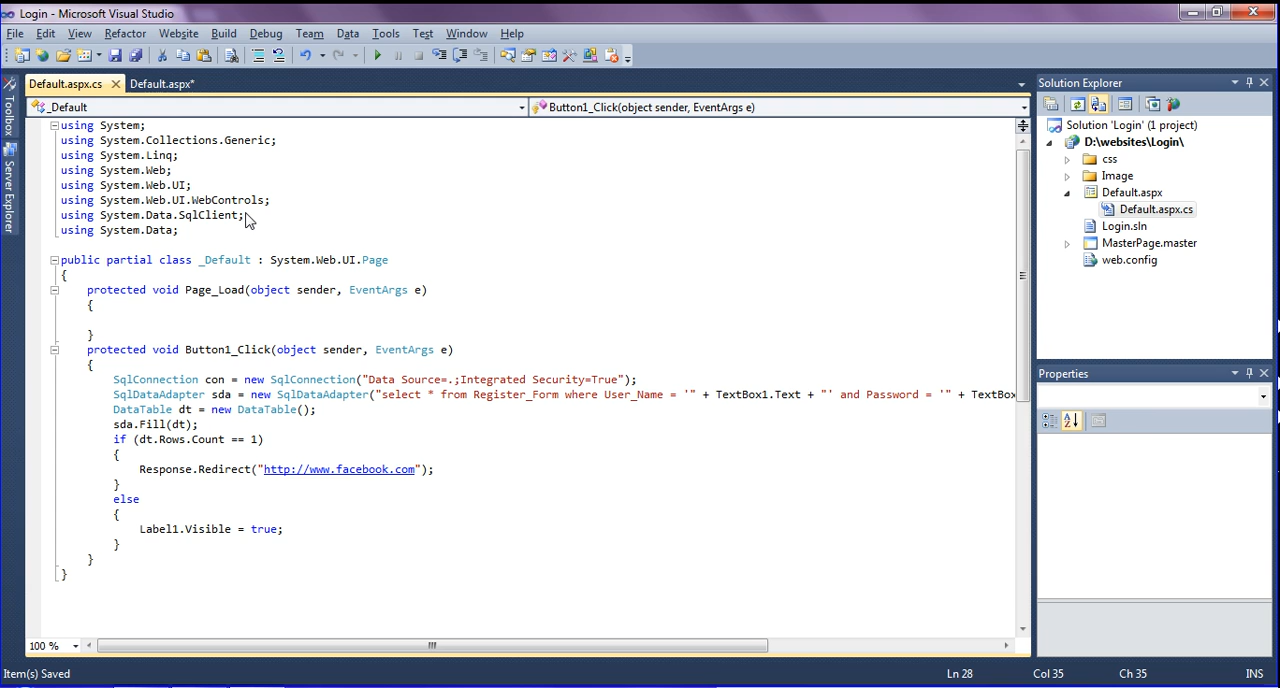 Login - Microsoft Visual Studio
File Edit View Refactor Website Build Debug Team Data Tools Test Window Help
Default.aspx.cs Default.aspx*
_Default Button1_Click(object sender, EventArgs e)
using System;
using System.Collections.Generic;
using System.Linq;
using System.Web;
using System.Web.UI;
using System.Web.UI.WebControls;
using System.Data.SqlClient;
using System.Data;
public partial class _Default : System.Web.UI.Page
{
protected void Page_Load(object sender, EventArgs e)
{
}
protected void Button1_Click(object sender, EventArgs e)
{
SqlConnection con = new SqlConnection("Data Source=.;Integrated Security=True");
SqlDataAdapter sda = new SqlDataAdapter("select * from Register_Form where User_Name = '" + TextBox1.Text + "' and Password = '" + TextBox
DataTable dt = new DataTable();
sda.Fill(dt);
if (dt.Rows.Count == 1)
{
Response.Redirect("http://www.facebook.com");
}
else
{
Label1.Visible = true;
}
}
}
100 %
Toolbox
Server Explorer
Solution Explorer
Solution 'Login' (1 project)
D:\websites\Login\
css
Image
Default.aspx
Default.aspx.cs
Login.sln
MasterPage.master
web.config
Properties
Item(s) Saved Ln 28 Col 35 Ch 35 INS